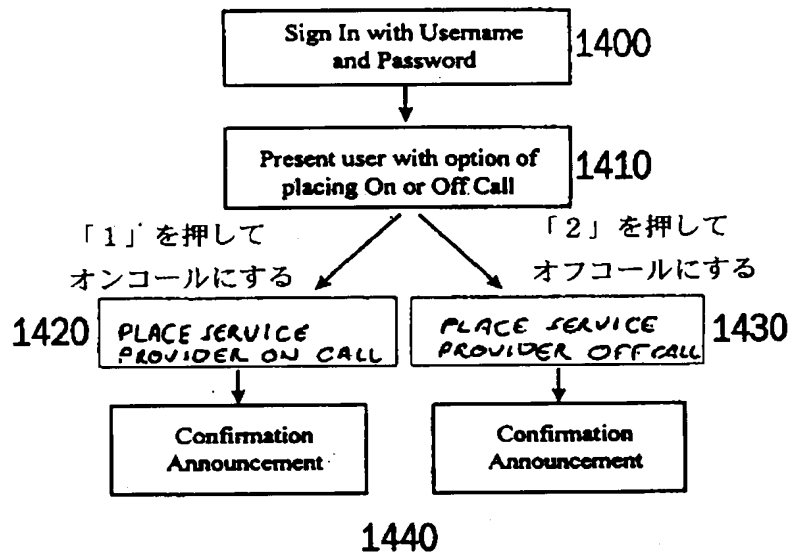 Sign In with Username
and Password
1400
Present user with option of
placing On or Off Call
1410
「1」を押して
オンコールにする
「2」を押して
オフコールにする
1420
PLACE SERVICE
PROVIDER ON CALL
PLACE SERVICE
PROVIDER OFF CALL
1430
Confirmation
Announcement
Confirmation
Announcement
1440